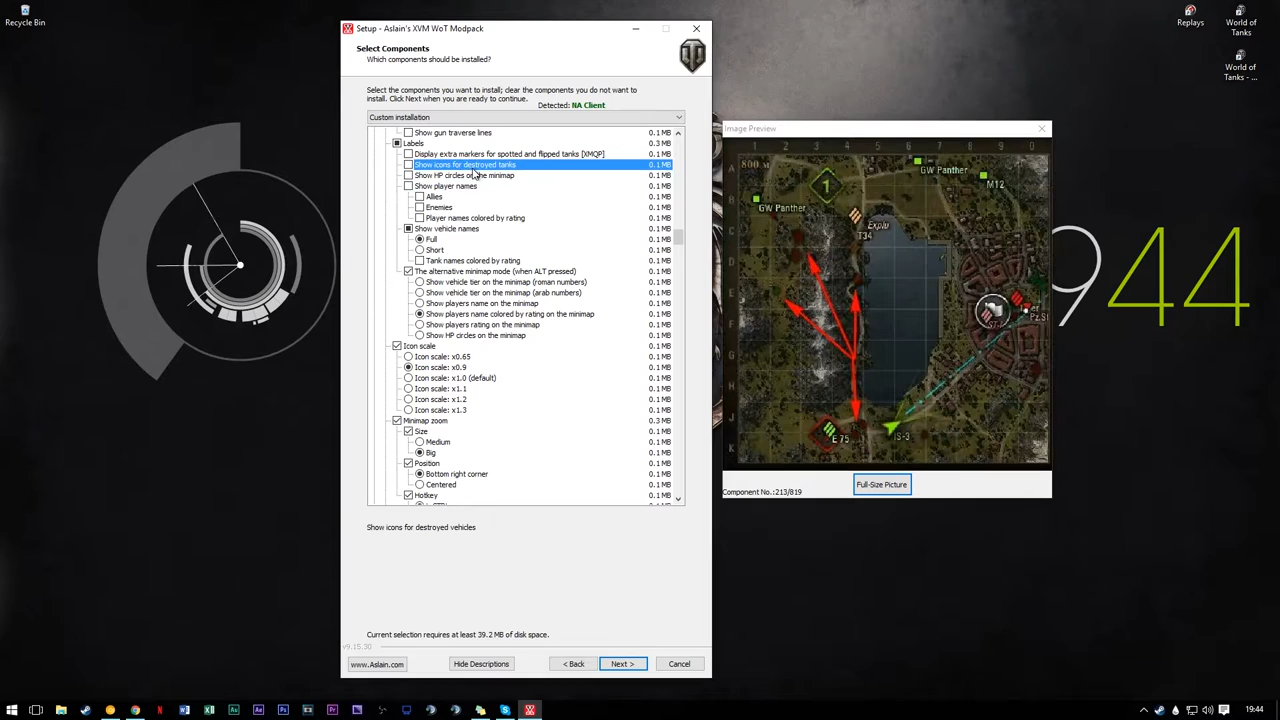 Recycle Bin
Replays
World of
Tanks
World of
Tanks - ...
Setup - Aslain's XVM WoT Modpack
Select Components
Which components should be installed?
Select the components you want to install; clear the components you do not want to
install. Click Next when you are ready to continue.
Detected: NA Client
Custom installation
Show gun traverse lines 0.1 MB
Labels 0.3 MB
Display extra markers for spotted and flipped tanks [XMQP] 0.1 MB
Show icons for destroyed tanks 0.1 MB
Show HP circles on the minimap 0.1 MB
Show player names 0.1 MB
Allies 0.1 MB
Enemies 0.1 MB
Player names colored by rating 0.1 MB
Show vehicle names 0.1 MB
Full 0.1 MB
Short 0.1 MB
Tank names colored by rating 0.1 MB
The alternative minimap mode (when ALT pressed) 0.1 MB
Show vehicle tier on the minimap (roman numbers) 0.1 MB
Show vehicle tier on the minimap (arab numbers) 0.1 MB
Show players name on the minimap 0.1 MB
Show players name colored by rating on the minimap 0.1 MB
Show players rating on the minimap 0.1 MB
Show HP circles on the minimap 0.1 MB
Icon scale 0.1 MB
Icon scale: x0.65 0.1 MB
Icon scale: x0.9 0.1 MB
Icon scale: x1.0 (default) 0.1 MB
Icon scale: x1.1 0.1 MB
Icon scale: x1.2 0.1 MB
Icon scale: x1.3 0.1 MB
Minimap zoom 0.3 MB
Size 0.1 MB
Medium 0.1 MB
Big 0.1 MB
Position 0.1 MB
Bottom right corner 0.1 MB
Centered 0.1 MB
Hotkey 0.1 MB
Show icons for destroyed vehicles
Current selection requires at least 39.2 MB of disk space.
v9.15.30
www.Aslain.com
Hide Descriptions
< Back
Next >
Cancel
Image Preview
1 2 3 4 5 6 7 8 9 0
A
B
D
E
F
G
H
J
K
800 m
1
GW Panther
M12
GW Panther
T34
E 75
IS-3
Component No.:213/819
Full-Size Picture
944
19:44